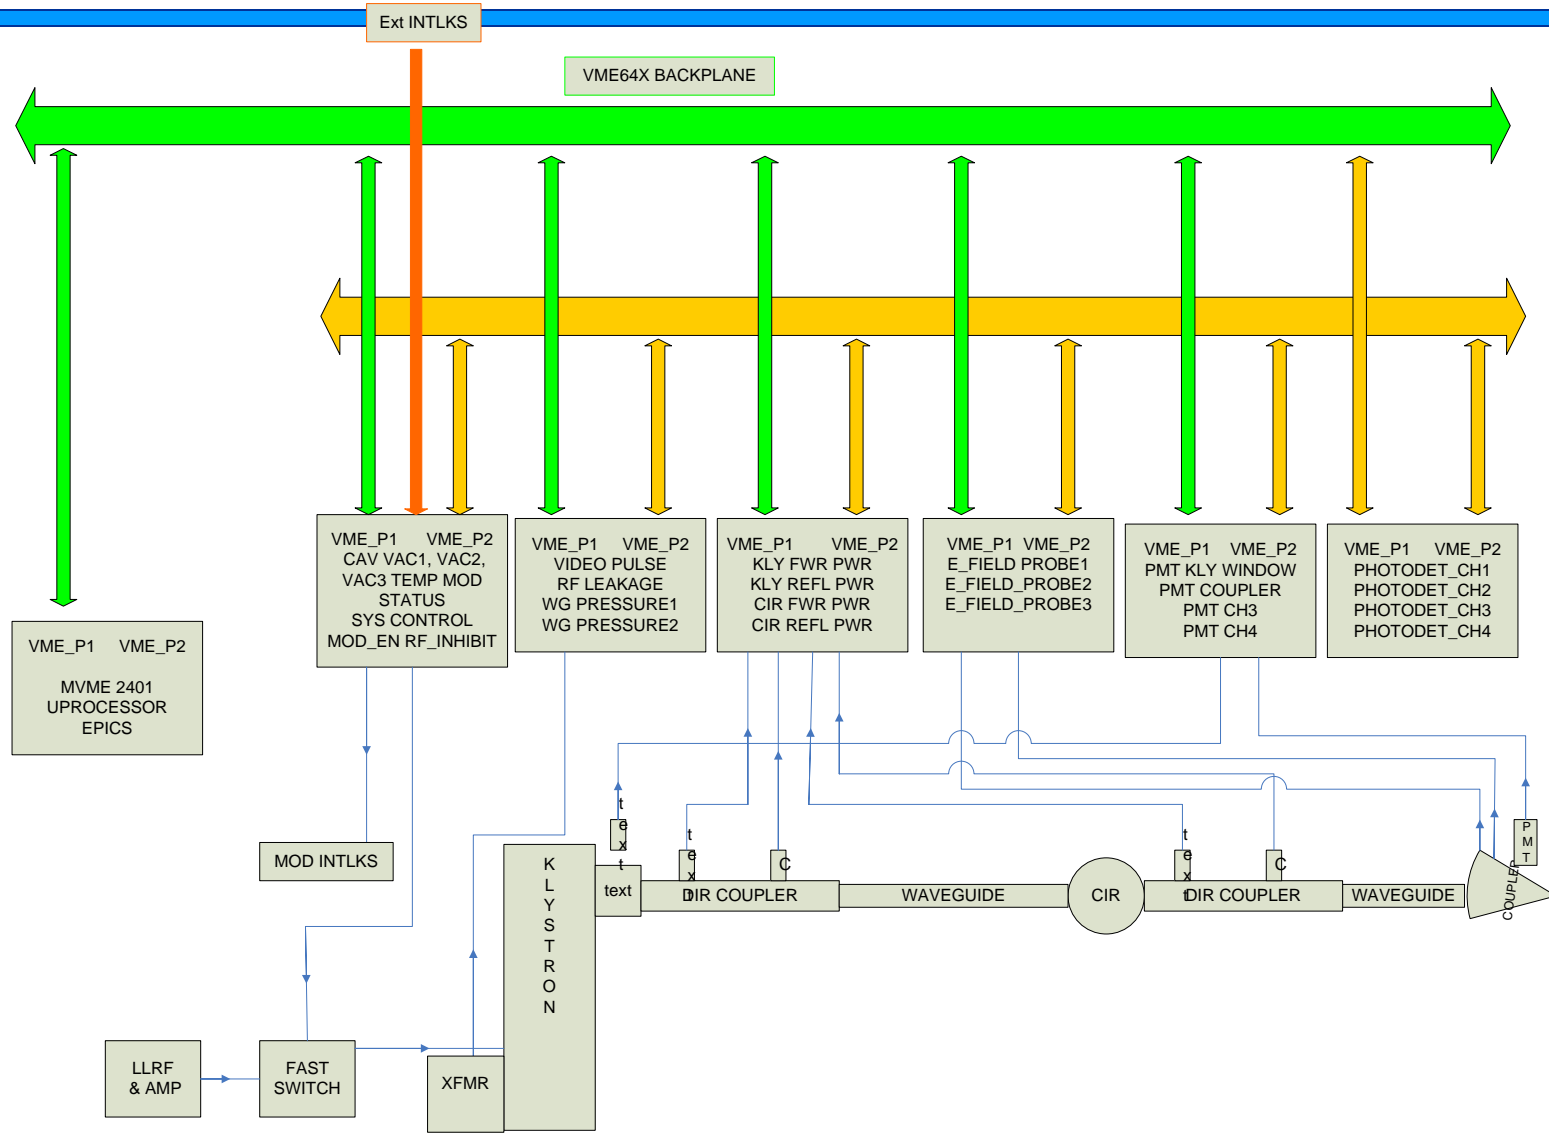 Ext INTLKS
VME64X BACKPLANE
VME_P1 VME_P2
MVME 2401
UPROCESSOR
EPICS
VME_P1 VME_P2
CAV VAC1, VAC2,
VAC3 TEMP MOD
STATUS
SYS CONTROL
MOD_EN RF_INHIBIT
VME_P1 VME_P2
VIDEO PULSE
RF LEAKAGE
WG PRESSURE1
WG PRESSURE2
VME_P1 VME_P2
KLY FWR PWR
KLY REFL PWR
CIR FWR PWR
CIR REFL PWR
VME_P1 VME_P2
E_FIELD PROBE1
E_FIELD_PROBE2
E_FIELD_PROBE3
VME_P1 VME_P2
PMT KLY WINDOW
PMT COUPLER
PMT CH3
PMT CH4
VME_P1 VME_P2
PHOTODET_CH1
PHOTODET_CH2
PHOTODET_CH3
PHOTODET_CH4
MOD INTLKS
KLYSTRON
text
text
text
C
DIR COUPLER
WAVEGUIDE
CIR
text
C
DIR COUPLER
WAVEGUIDE
COUPLER
PMT
LLRF
& AMP
FAST
SWITCH
XFMR